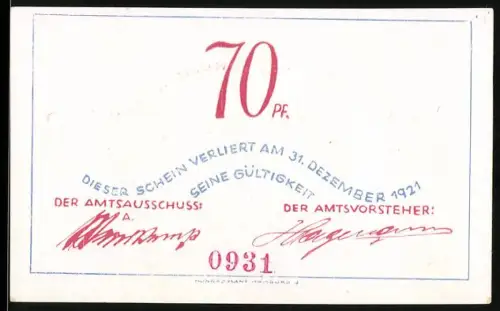 70 PF.
DIESER SCHEIN VERLIERT AM 31. DEZEMBER 1921
SEINE GÜLTIGKEIT
DER AMTSAUSSCHUSS:
I. A.
DER AMTSVORSTEHER:
0931